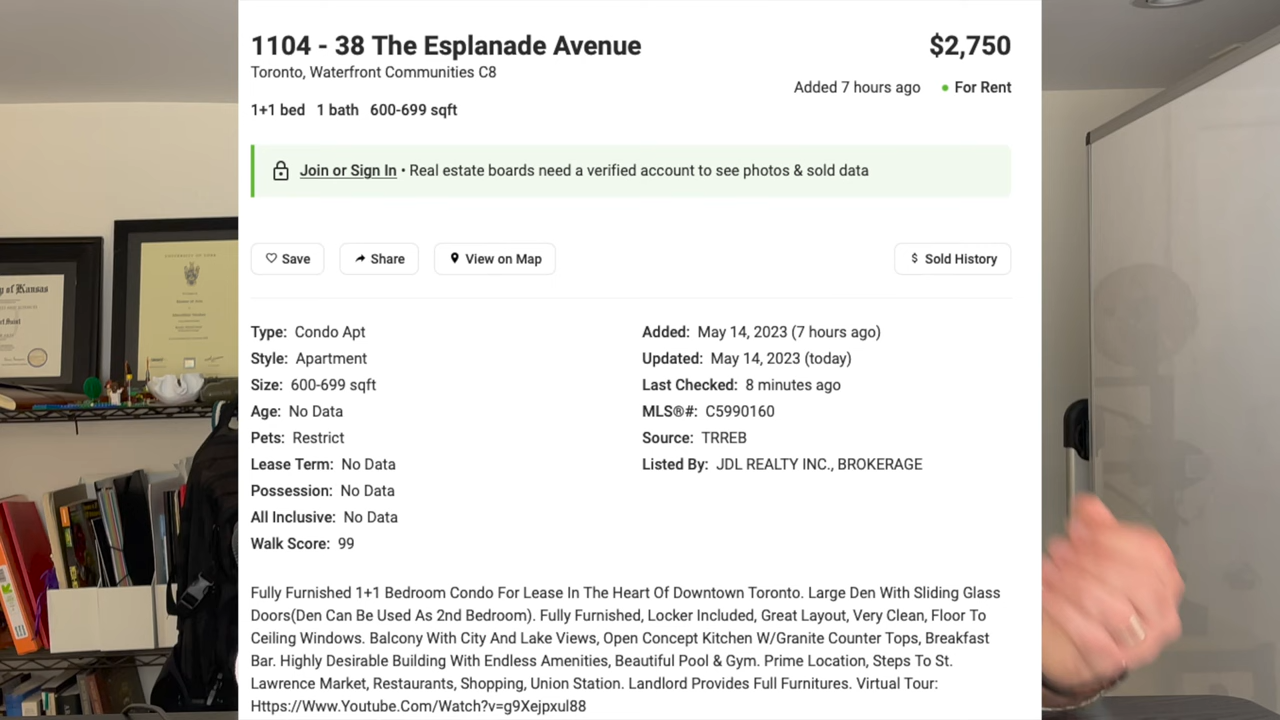 1104 - 38 The Esplanade Avenue
$2,750
Toronto, Waterfront Communities C8
Added 7 hours ago
For Rent
1+1 bed 1 bath 600-699 sqft
Join or Sign In • Real estate boards need a verified account to see photos & sold data
Save
Share
View on Map
Sold History
Type: Condo Apt
Style: Apartment
Size: 600-699 sqft
Age: No Data
Pets: Restrict
Lease Term: No Data
Possession: No Data
All Inclusive: No Data
Walk Score: 99
Added: May 14, 2023 (7 hours ago)
Updated: May 14, 2023 (today)
Last Checked: 8 minutes ago
MLS®#: C5990160
Source: TRREB
Listed By: JDL REALTY INC., BROKERAGE
Fully Furnished 1+1 Bedroom Condo For Lease In The Heart Of Downtown Toronto. Large Den With Sliding Glass
Doors(Den Can Be Used As 2nd Bedroom). Fully Furnished, Locker Included, Great Layout, Very Clean, Floor To
Ceiling Windows. Balcony With City And Lake Views, Open Concept Kitchen W/Granite Counter Tops, Breakfast
Bar. Highly Desirable Building With Endless Amenities, Beautiful Pool & Gym. Prime Location, Steps To St.
Lawrence Market, Restaurants, Shopping, Union Station. Landlord Provides Full Furnitures. Virtual Tour:
Https://Www.Youtube.Com/Watch?v=g9Xejpxul88
of Kansas